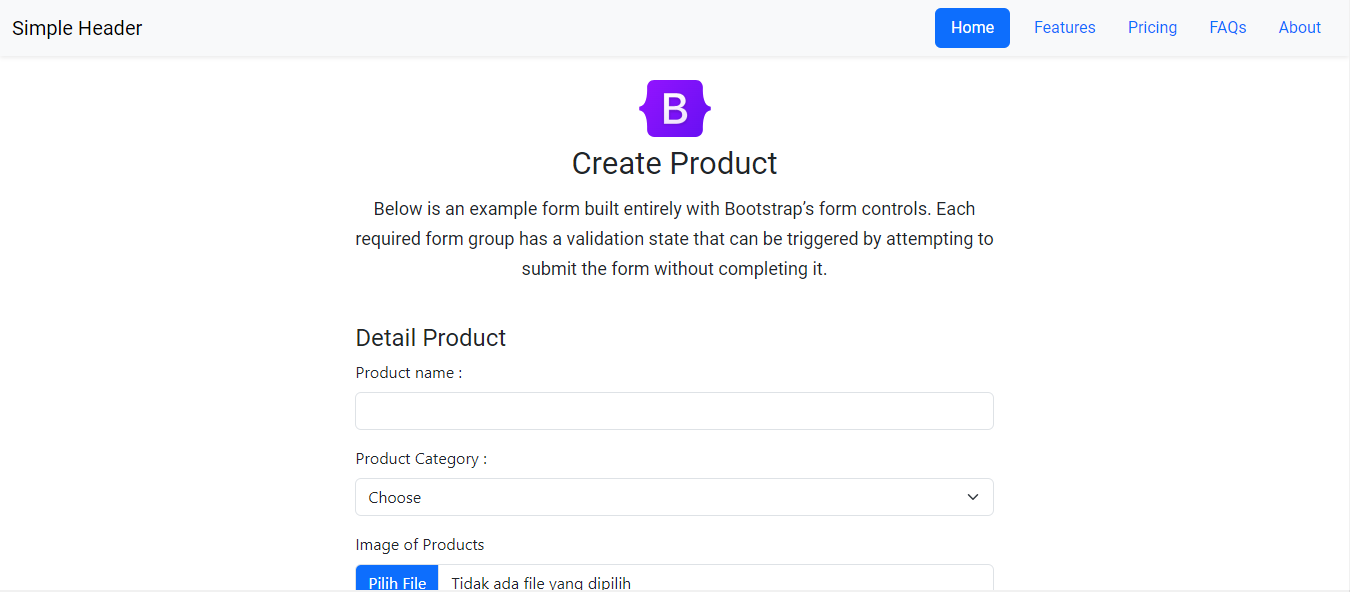 Simple Header
Home
Features
Pricing
FAQs
About
B
Create Product
Below is an example form built entirely with Bootstrap’s form controls. Each
required form group has a validation state that can be triggered by attempting to
submit the form without completing it.
Detail Product
Product name :
Product Category :
Choose
Image of Products
Pilih File
Tidak ada file yang dipilih